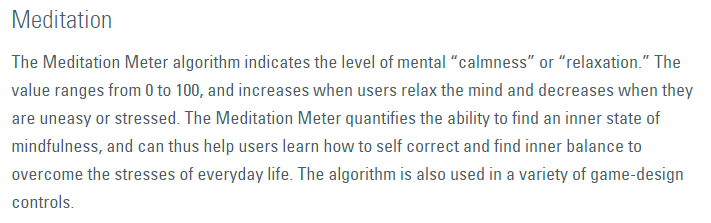 Meditation
The Meditation Meter algorithm indicates the level of mental “calmness” or “relaxation.” The
value ranges from 0 to 100, and increases when users relax the mind and decreases when they
are uneasy or stressed. The Meditation Meter quantifies the ability to find an inner state of
mindfulness, and can thus help users learn how to self correct and find inner balance to
overcome the stresses of everyday life. The algorithm is also used in a variety of game-design
controls.